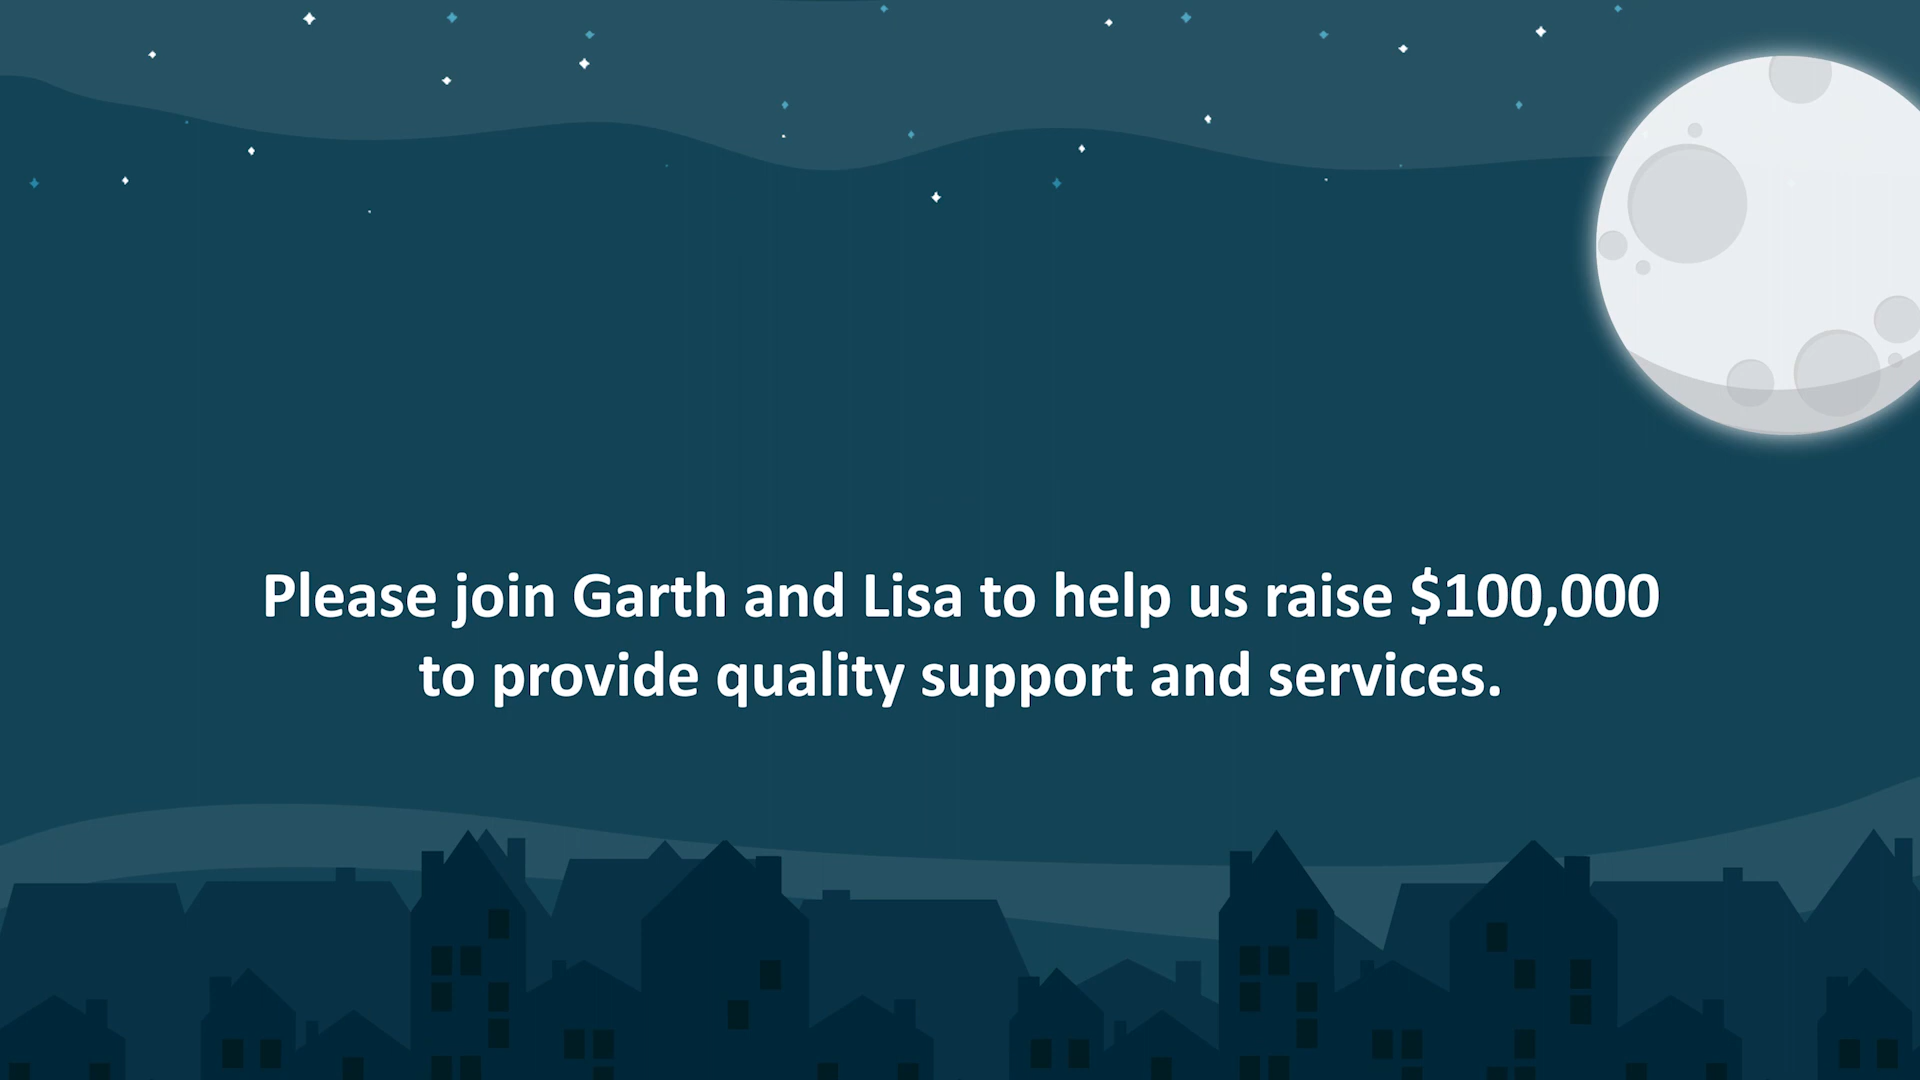 Please join Garth and Lisa to help us raise $100,000
to provide quality support and services.